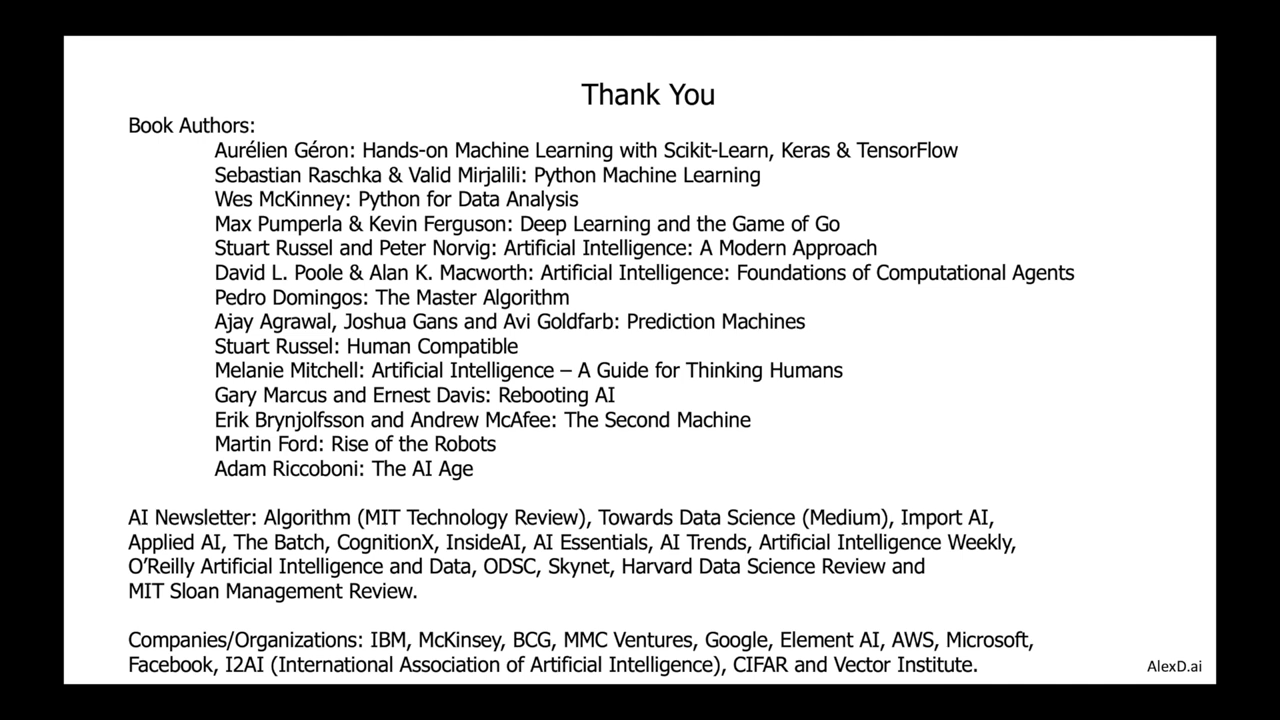 Thank You
Book Authors:
Aurélien Géron: Hands-on Machine Learning with Scikit-Learn, Keras & TensorFlow
Sebastian Raschka & Valid Mirjalili: Python Machine Learning
Wes McKinney: Python for Data Analysis
Max Pumperla & Kevin Ferguson: Deep Learning and the Game of Go
Stuart Russel and Peter Norvig: Artificial Intelligence: A Modern Approach
David L. Poole & Alan K. Macworth: Artificial Intelligence: Foundations of Computational Agents
Pedro Domingos: The Master Algorithm
Ajay Agrawal, Joshua Gans and Avi Goldfarb: Prediction Machines
Stuart Russel: Human Compatible
Melanie Mitchell: Artificial Intelligence – A Guide for Thinking Humans
Gary Marcus and Ernest Davis: Rebooting AI
Erik Brynjolfsson and Andrew McAfee: The Second Machine
Martin Ford: Rise of the Robots
Adam Riccoboni: The AI Age
AI Newsletter: Algorithm (MIT Technology Review), Towards Data Science (Medium), Import AI,
Applied AI, The Batch, CognitionX, InsideAI, AI Essentials, AI Trends, Artificial Intelligence Weekly,
O’Reilly Artificial Intelligence and Data, ODSC, Skynet, Harvard Data Science Review and
MIT Sloan Management Review.
Companies/Organizations: IBM, McKinsey, BCG, MMC Ventures, Google, Element AI, AWS, Microsoft,
Facebook, I2AI (International Association of Artificial Intelligence), CIFAR and Vector Institute.
AlexD.ai